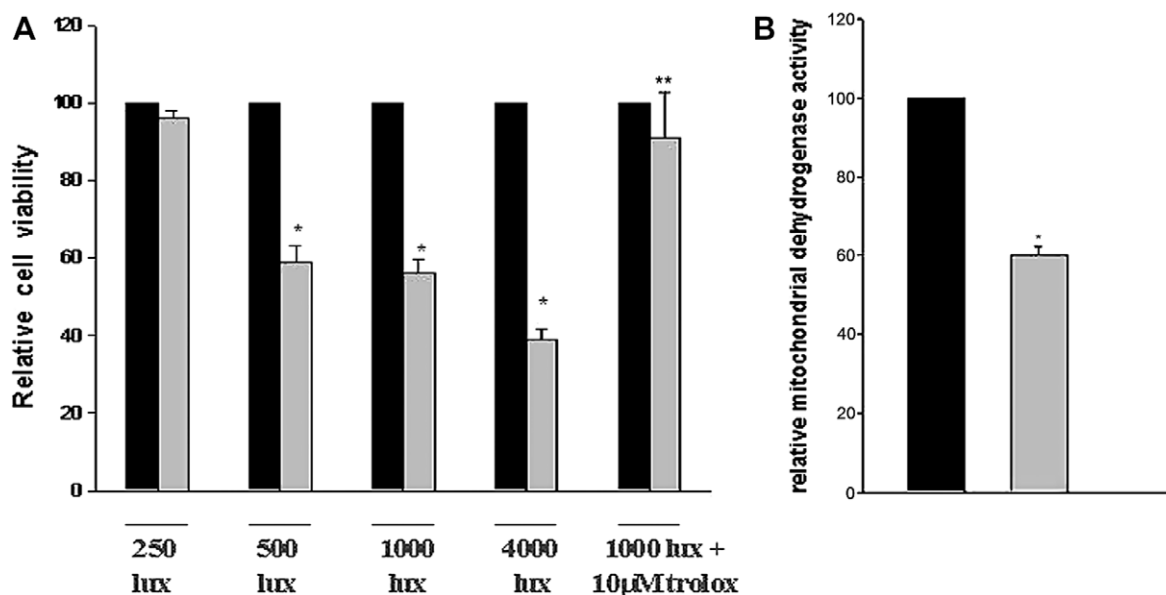 A
B
Relative cell viability
120
100
80
60
40
20
0
*
*
*
**
250
lux
500
lux
1000
lux
4000
lux
1000 lux +
10µM trolox
relative mitochondrial dehydrogenase activity
120
100
80
60
40
20
0
*